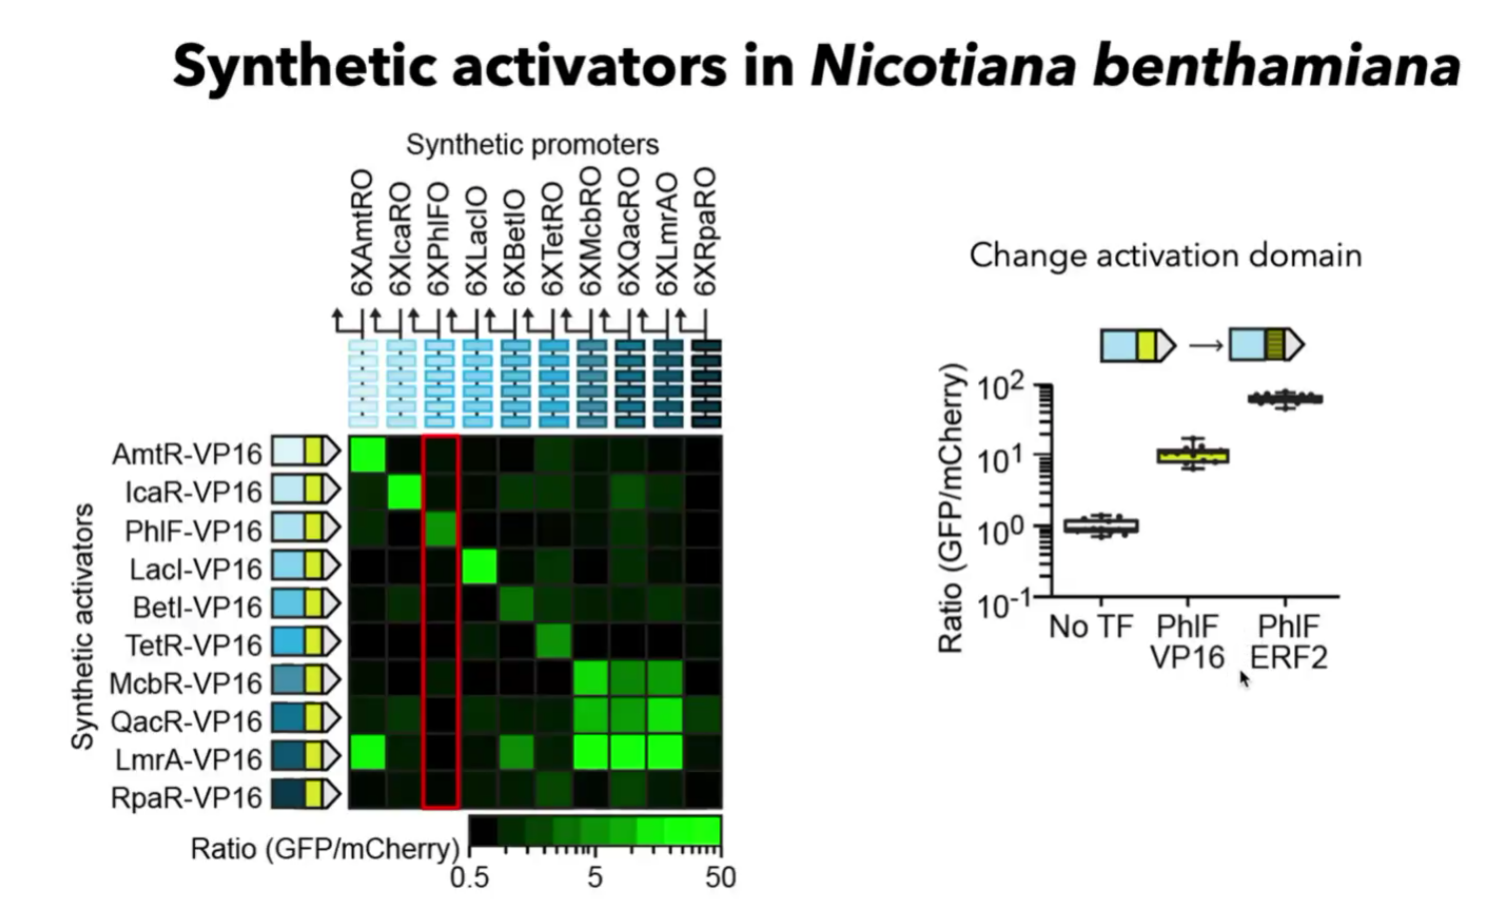 Synthetic activators in Nicotiana benthamiana
Synthetic promoters
6XAmtRO
6XIcaRO
6XPhlFO
6XLacIO
6XBetIO
6XTetRO
6XMcbRO
6XQacRO
6XLmrAO
6XRpaRO
Synthetic activators
AmtR-VP16
IcaR-VP16
PhlF-VP16
LacI-VP16
BetI-VP16
TetR-VP16
McbR-VP16
QacR-VP16
LmrA-VP16
RpaR-VP16
Ratio (GFP/mCherry)
0.5 5 50
Change activation domain
Ratio (GFP/mCherry)
10²
10¹
10⁰
10⁻¹
No TF PhlF PhlF
VP16 ERF2